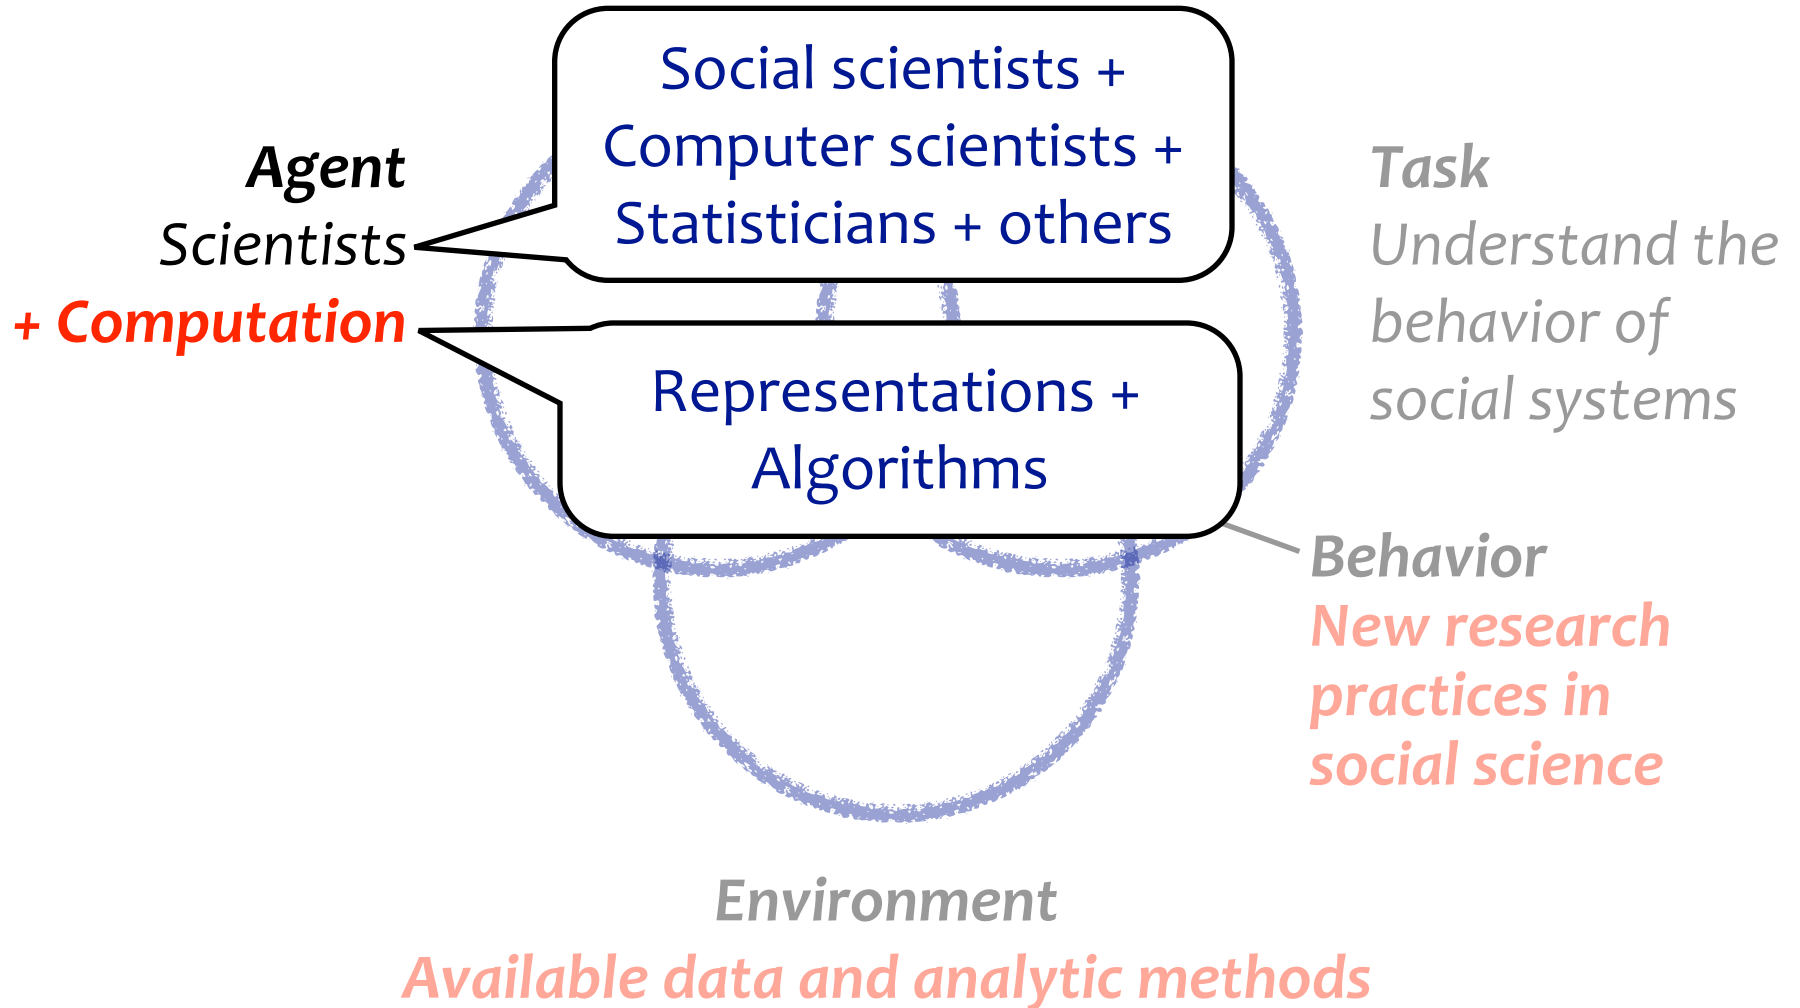 Social scientists +
Computer scientists +
Statisticians + others
Agent
Scientists
+ Computation
Representations +
Algorithms
Task
Understand the
behavior of
social systems
Behavior
New research
practices in
social science
Environment
Available data and analytic methods